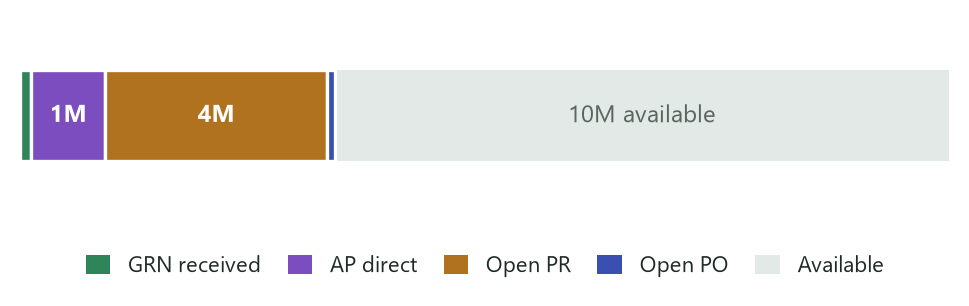 1M 4M 10M available
GRN received AP direct Open PR Open PO Available